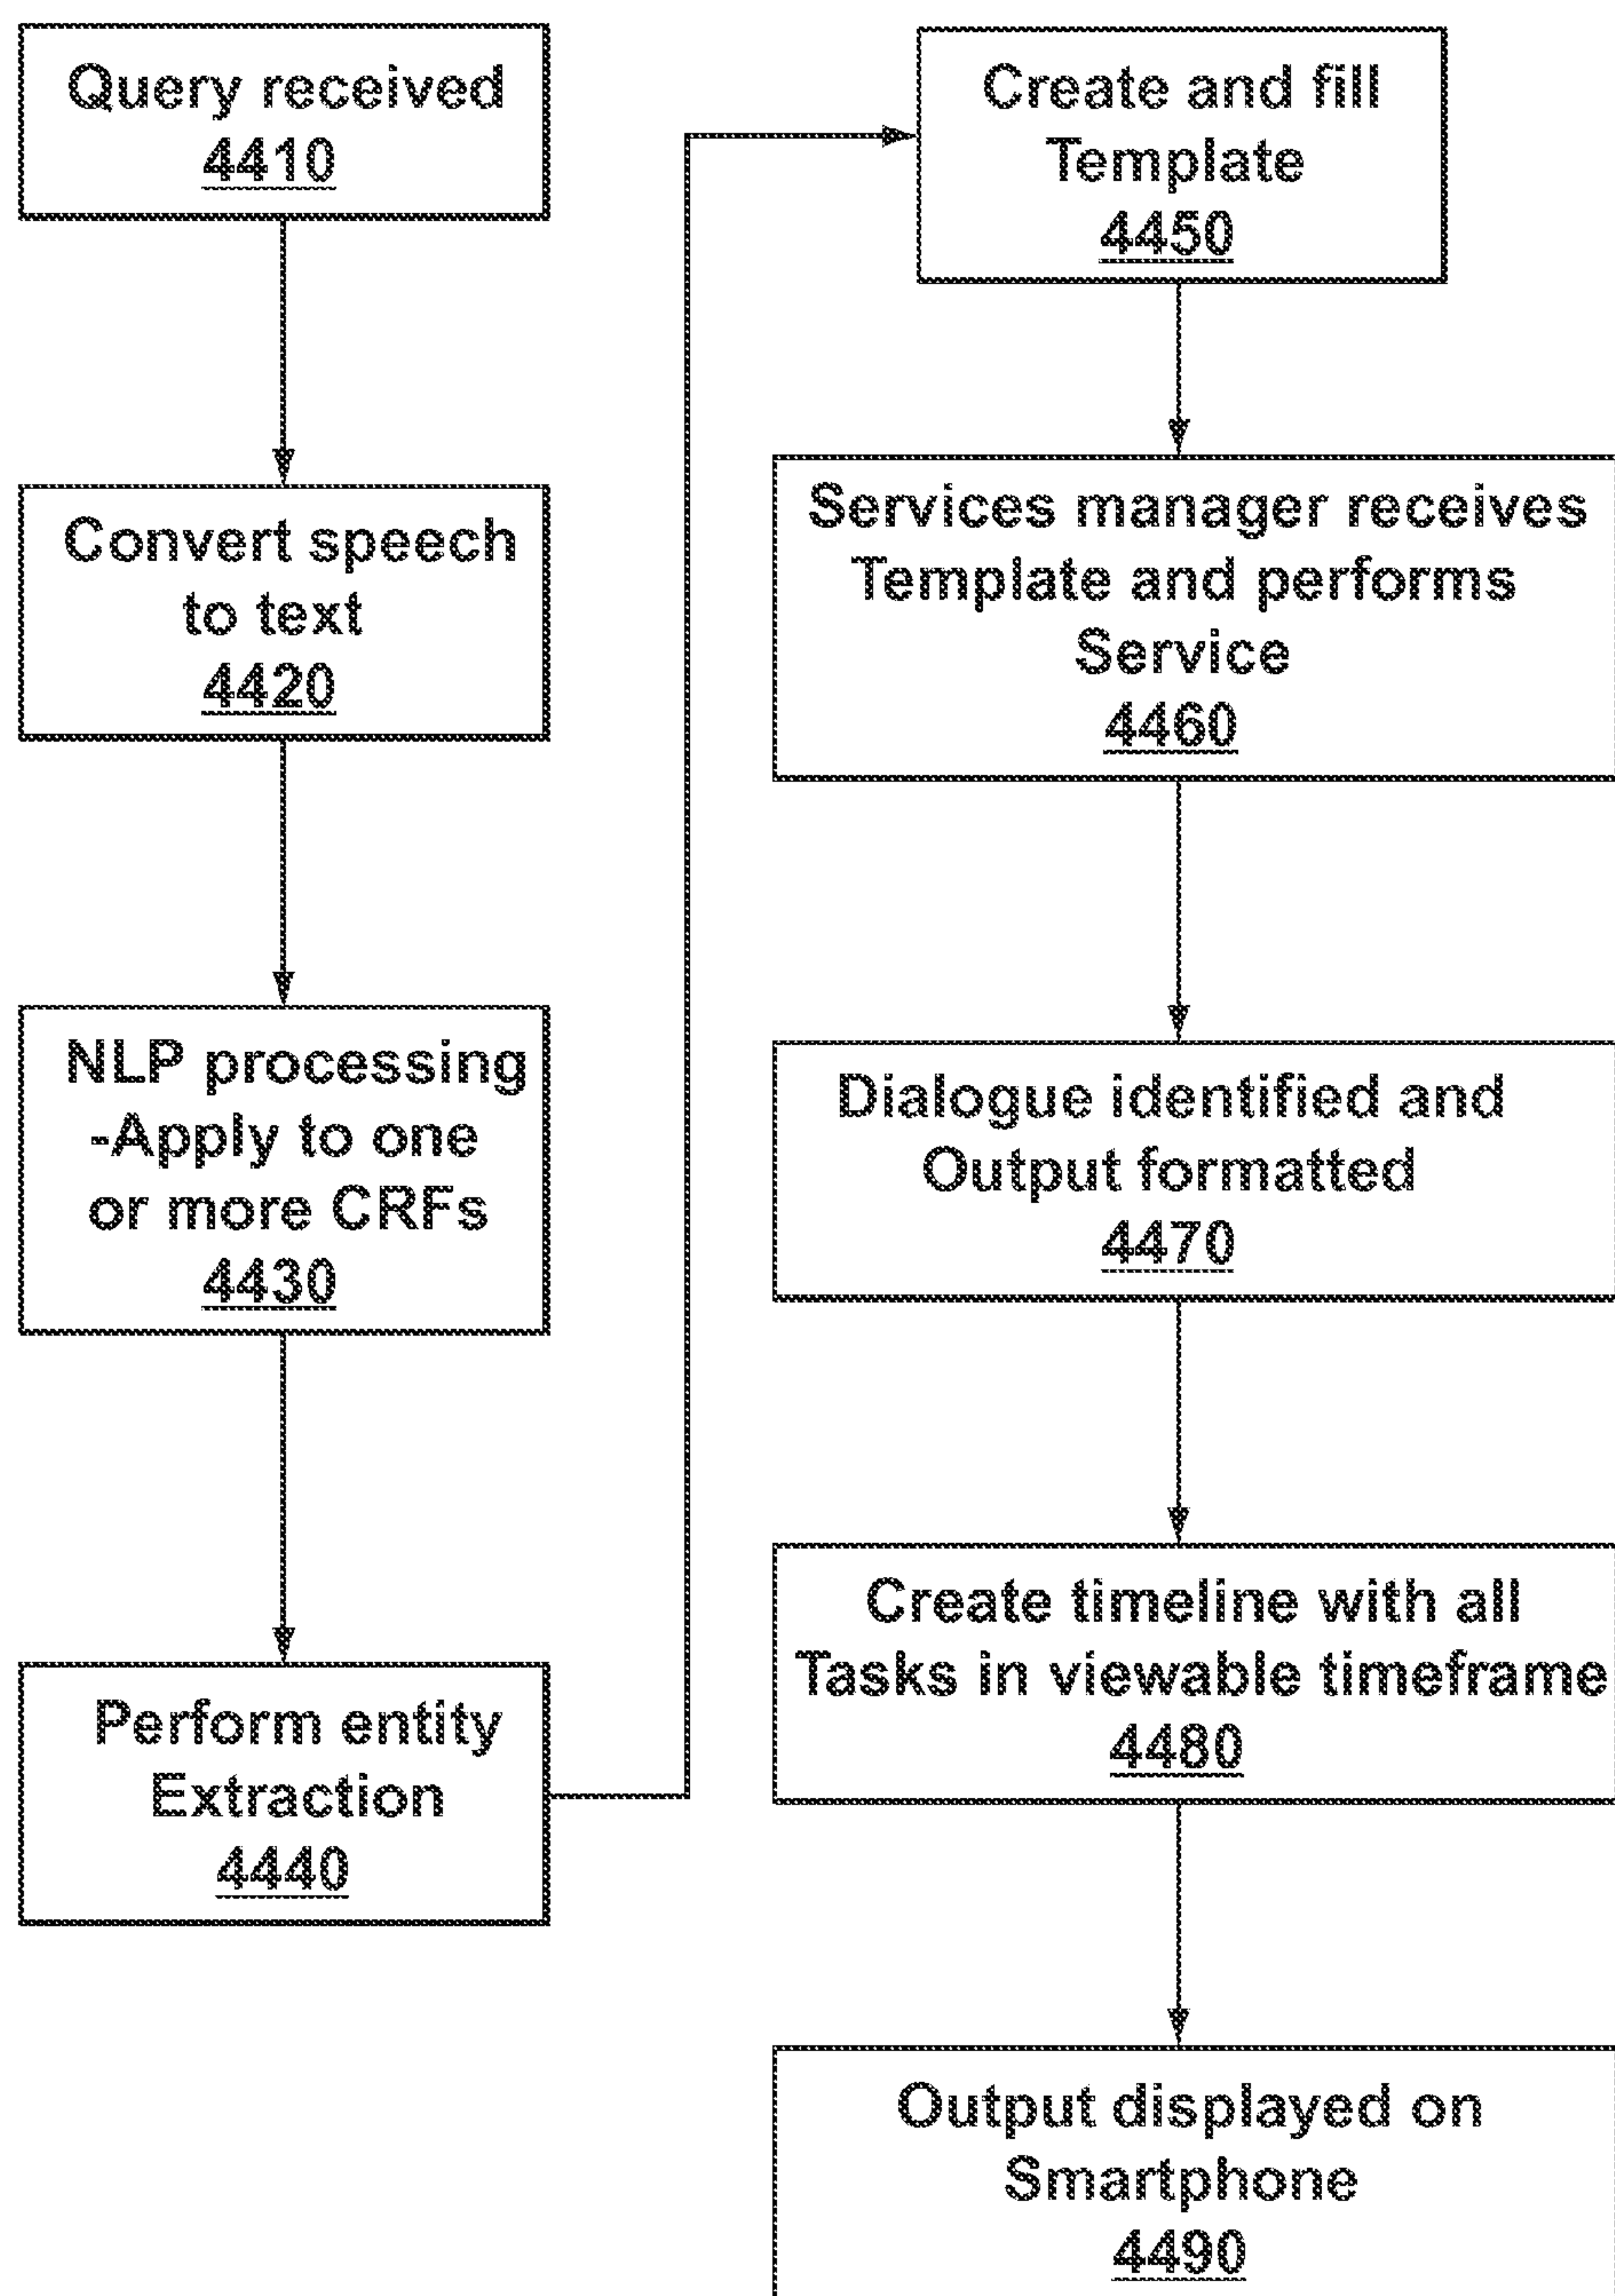 Query received
4410
Convert speech
to text
4420
NLP processing
-Apply to one
or more CRFs
4430
Perform entity
Extraction
4440
Create and fill
Template
4450
Services manager receives
Template and performs
Service
4460
Dialogue identified and
Output formatted
4470
Create timeline with all
Tasks in viewable timeframe
4480
Output displayed on
Smartphone
4490